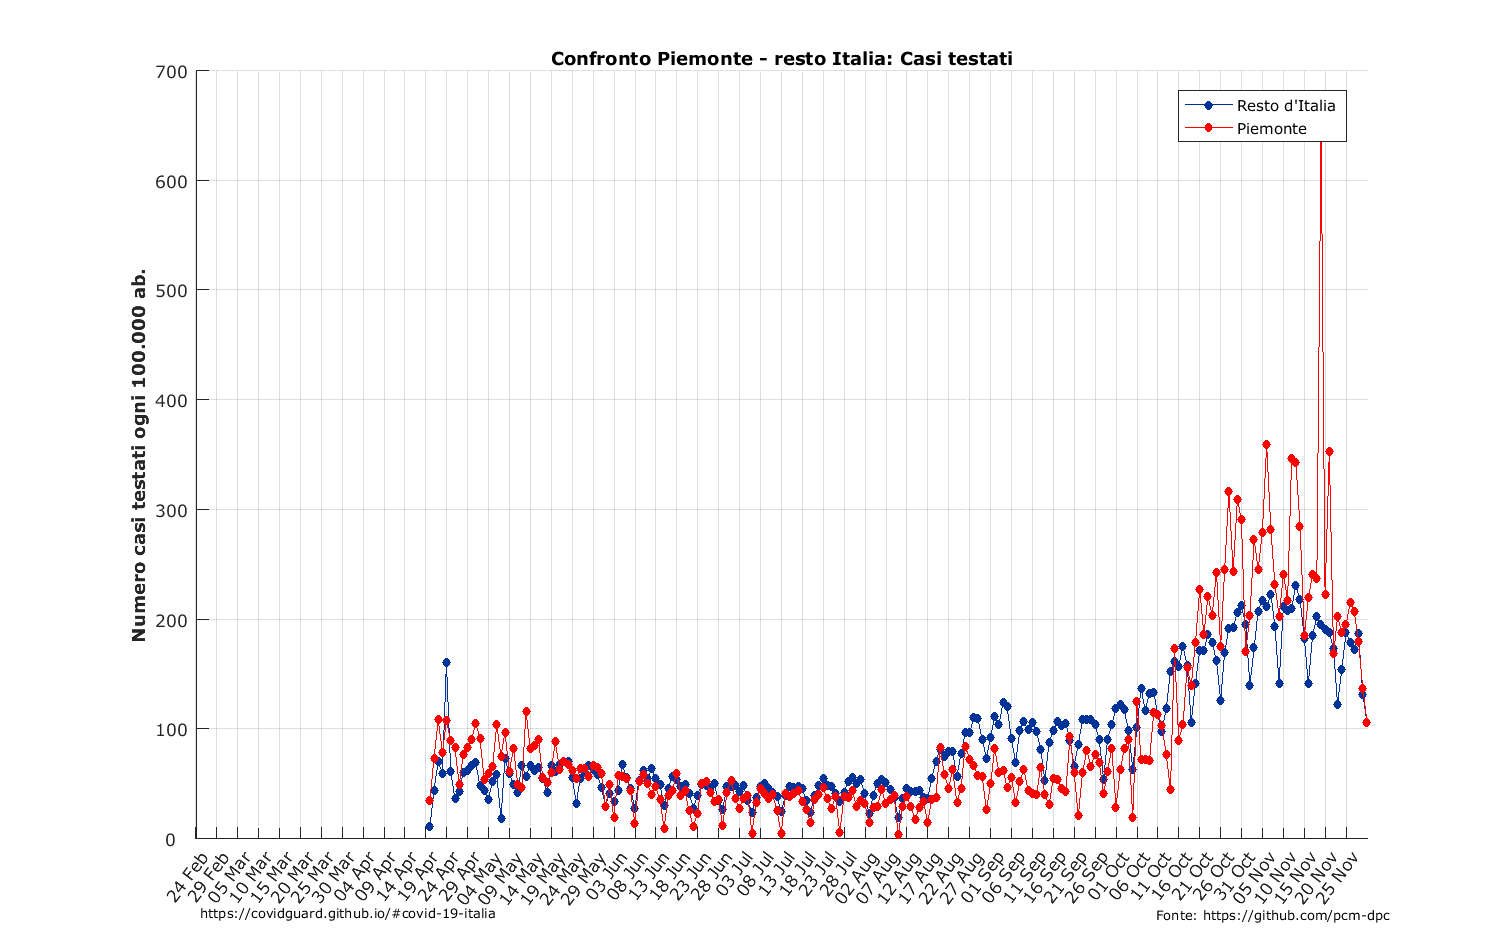 Confronto Piemonte - resto Italia: Casi testati
Resto d'Italia
Piemonte
Numero casi testati ogni 100.000 ab.
700
600
500
400
300
200
100
0
24 Feb
29 Feb
05 Mar
10 Mar
15 Mar
20 Mar
25 Mar
30 Mar
04 Apr
09 Apr
14 Apr
19 Apr
24 Apr
29 Apr
04 May
09 May
14 May
19 May
24 May
29 May
03 Jun
08 Jun
13 Jun
18 Jun
23 Jun
28 Jun
03 Jul
08 Jul
13 Jul
18 Jul
23 Jul
28 Jul
02 Aug
07 Aug
12 Aug
17 Aug
22 Aug
27 Aug
01 Sep
06 Sep
11 Sep
16 Sep
21 Sep
26 Sep
01 Oct
06 Oct
11 Oct
16 Oct
21 Oct
26 Oct
31 Oct
05 Nov
10 Nov
15 Nov
20 Nov
25 Nov
https://covidguard.github.io/#covid-19-italia
Fonte: https://github.com/pcm-dpc